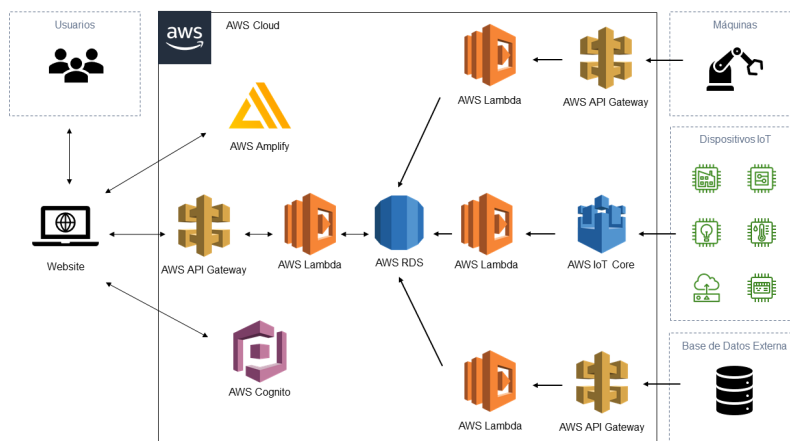 Usuarios
aws
AWS Cloud
Máquinas
AWS Lambda
AWS API Gateway
AWS Amplify
Dispositivos IoT
Website
AWS API Gateway
AWS Lambda
AWS RDS
AWS Lambda
AWS IoT Core
AWS Cognito
Base de Datos Externa
AWS Lambda
AWS API Gateway